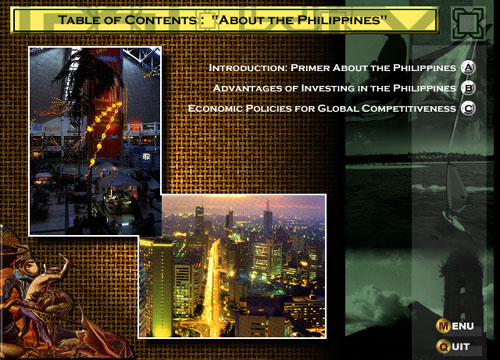 TABLE OF CONTENTS: "ABOUT THE PHILIPPINES"
INTRODUCTION: PRIMER ABOUT THE PHILIPPINES A
ADVANTAGES OF INVESTING IN THE PHILIPPINES B
ECONOMIC POLICIES FOR GLOBAL COMPETITIVENESS C
MENU
QUIT